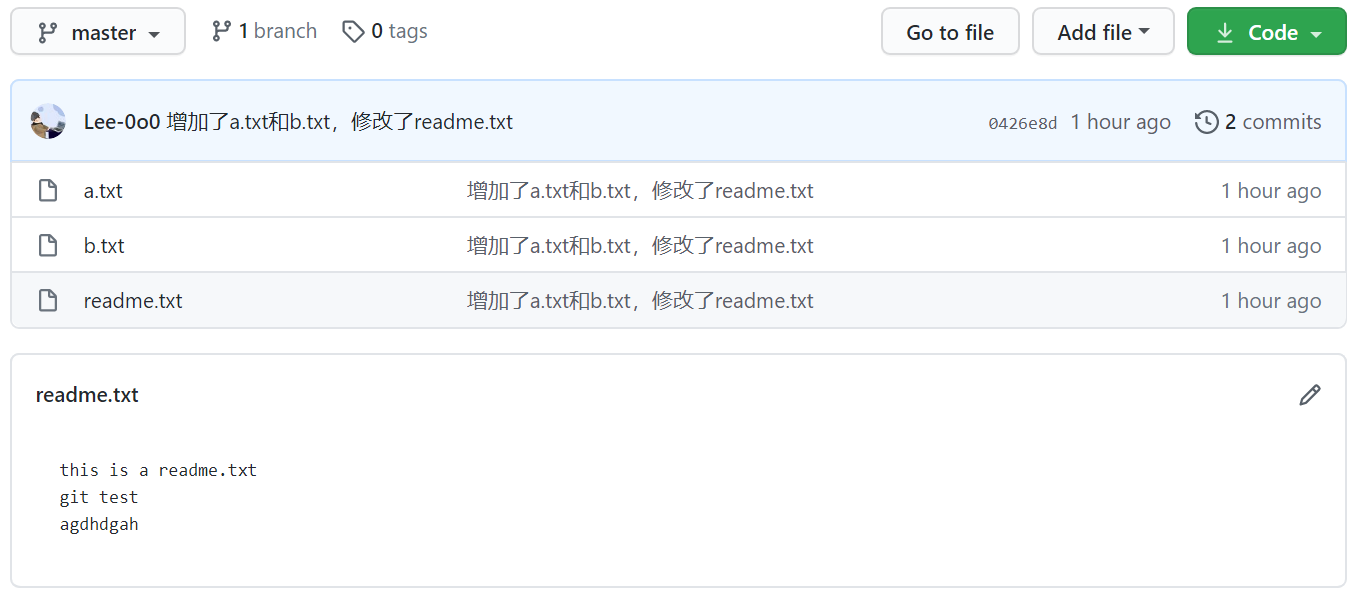 master 1 branch 0 tags Go to file Add file Code
Lee-0o0 增加了a.txt和b.txt，修改了readme.txt 0426e8d 1 hour ago 2 commits
a.txt 增加了a.txt和b.txt，修改了readme.txt 1 hour ago
b.txt 增加了a.txt和b.txt，修改了readme.txt 1 hour ago
readme.txt 增加了a.txt和b.txt，修改了readme.txt 1 hour ago
readme.txt
this is a readme.txt
git test
agdhdgah